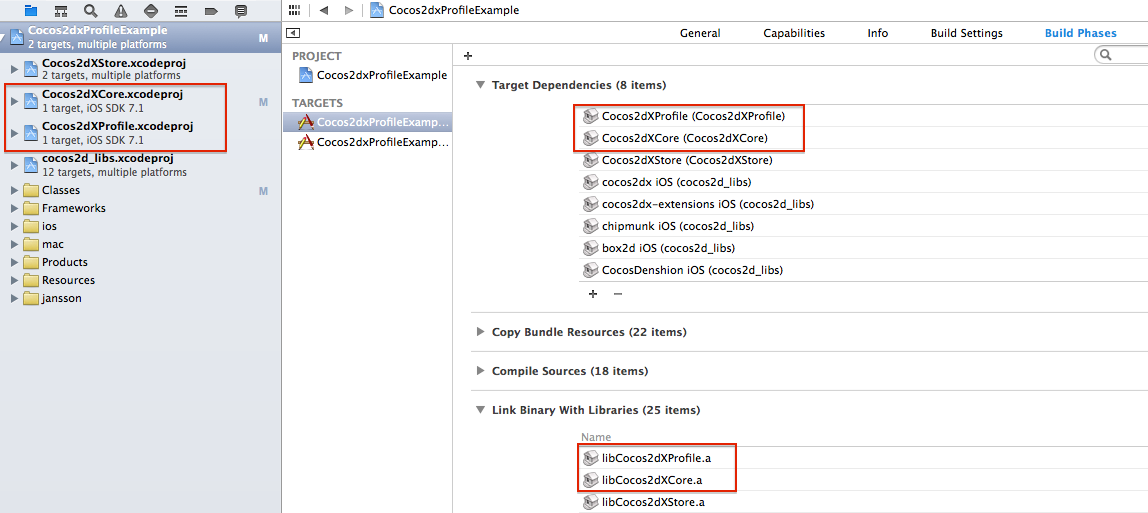 Cocos2dxProfileExample
2 targets, multiple platforms
M
Cocos2dXStore.xcodeproj
2 targets, multiple platforms
Cocos2dXCore.xcodeproj
1 target, iOS SDK 7.1
M
Cocos2dXProfile.xcodeproj
1 target, iOS SDK 7.1
cocos2d_libs.xcodeproj
12 targets, multiple platforms
Classes
M
Frameworks
ios
mac
Products
Resources
jansson
Cocos2dxProfileExample
General Capabilities Info Build Settings Build Phases
PROJECT
Cocos2dxProfileExample
TARGETS
Cocos2dxProfileExamp...
Cocos2dxProfileExamp...
Target Dependencies (8 items)
Cocos2dXProfile (Cocos2dXProfile)
Cocos2dXCore (Cocos2dXCore)
Cocos2dXStore (Cocos2dXStore)
cocos2dx iOS (cocos2d_libs)
cocos2dx-extensions iOS (cocos2d_libs)
chipmunk iOS (cocos2d_libs)
box2d iOS (cocos2d_libs)
CocosDenshion iOS (cocos2d_libs)
Copy Bundle Resources (22 items)
Compile Sources (18 items)
Link Binary With Libraries (25 items)
Name
libCocos2dXProfile.a
libCocos2dXCore.a
libCocos2dXStore.a